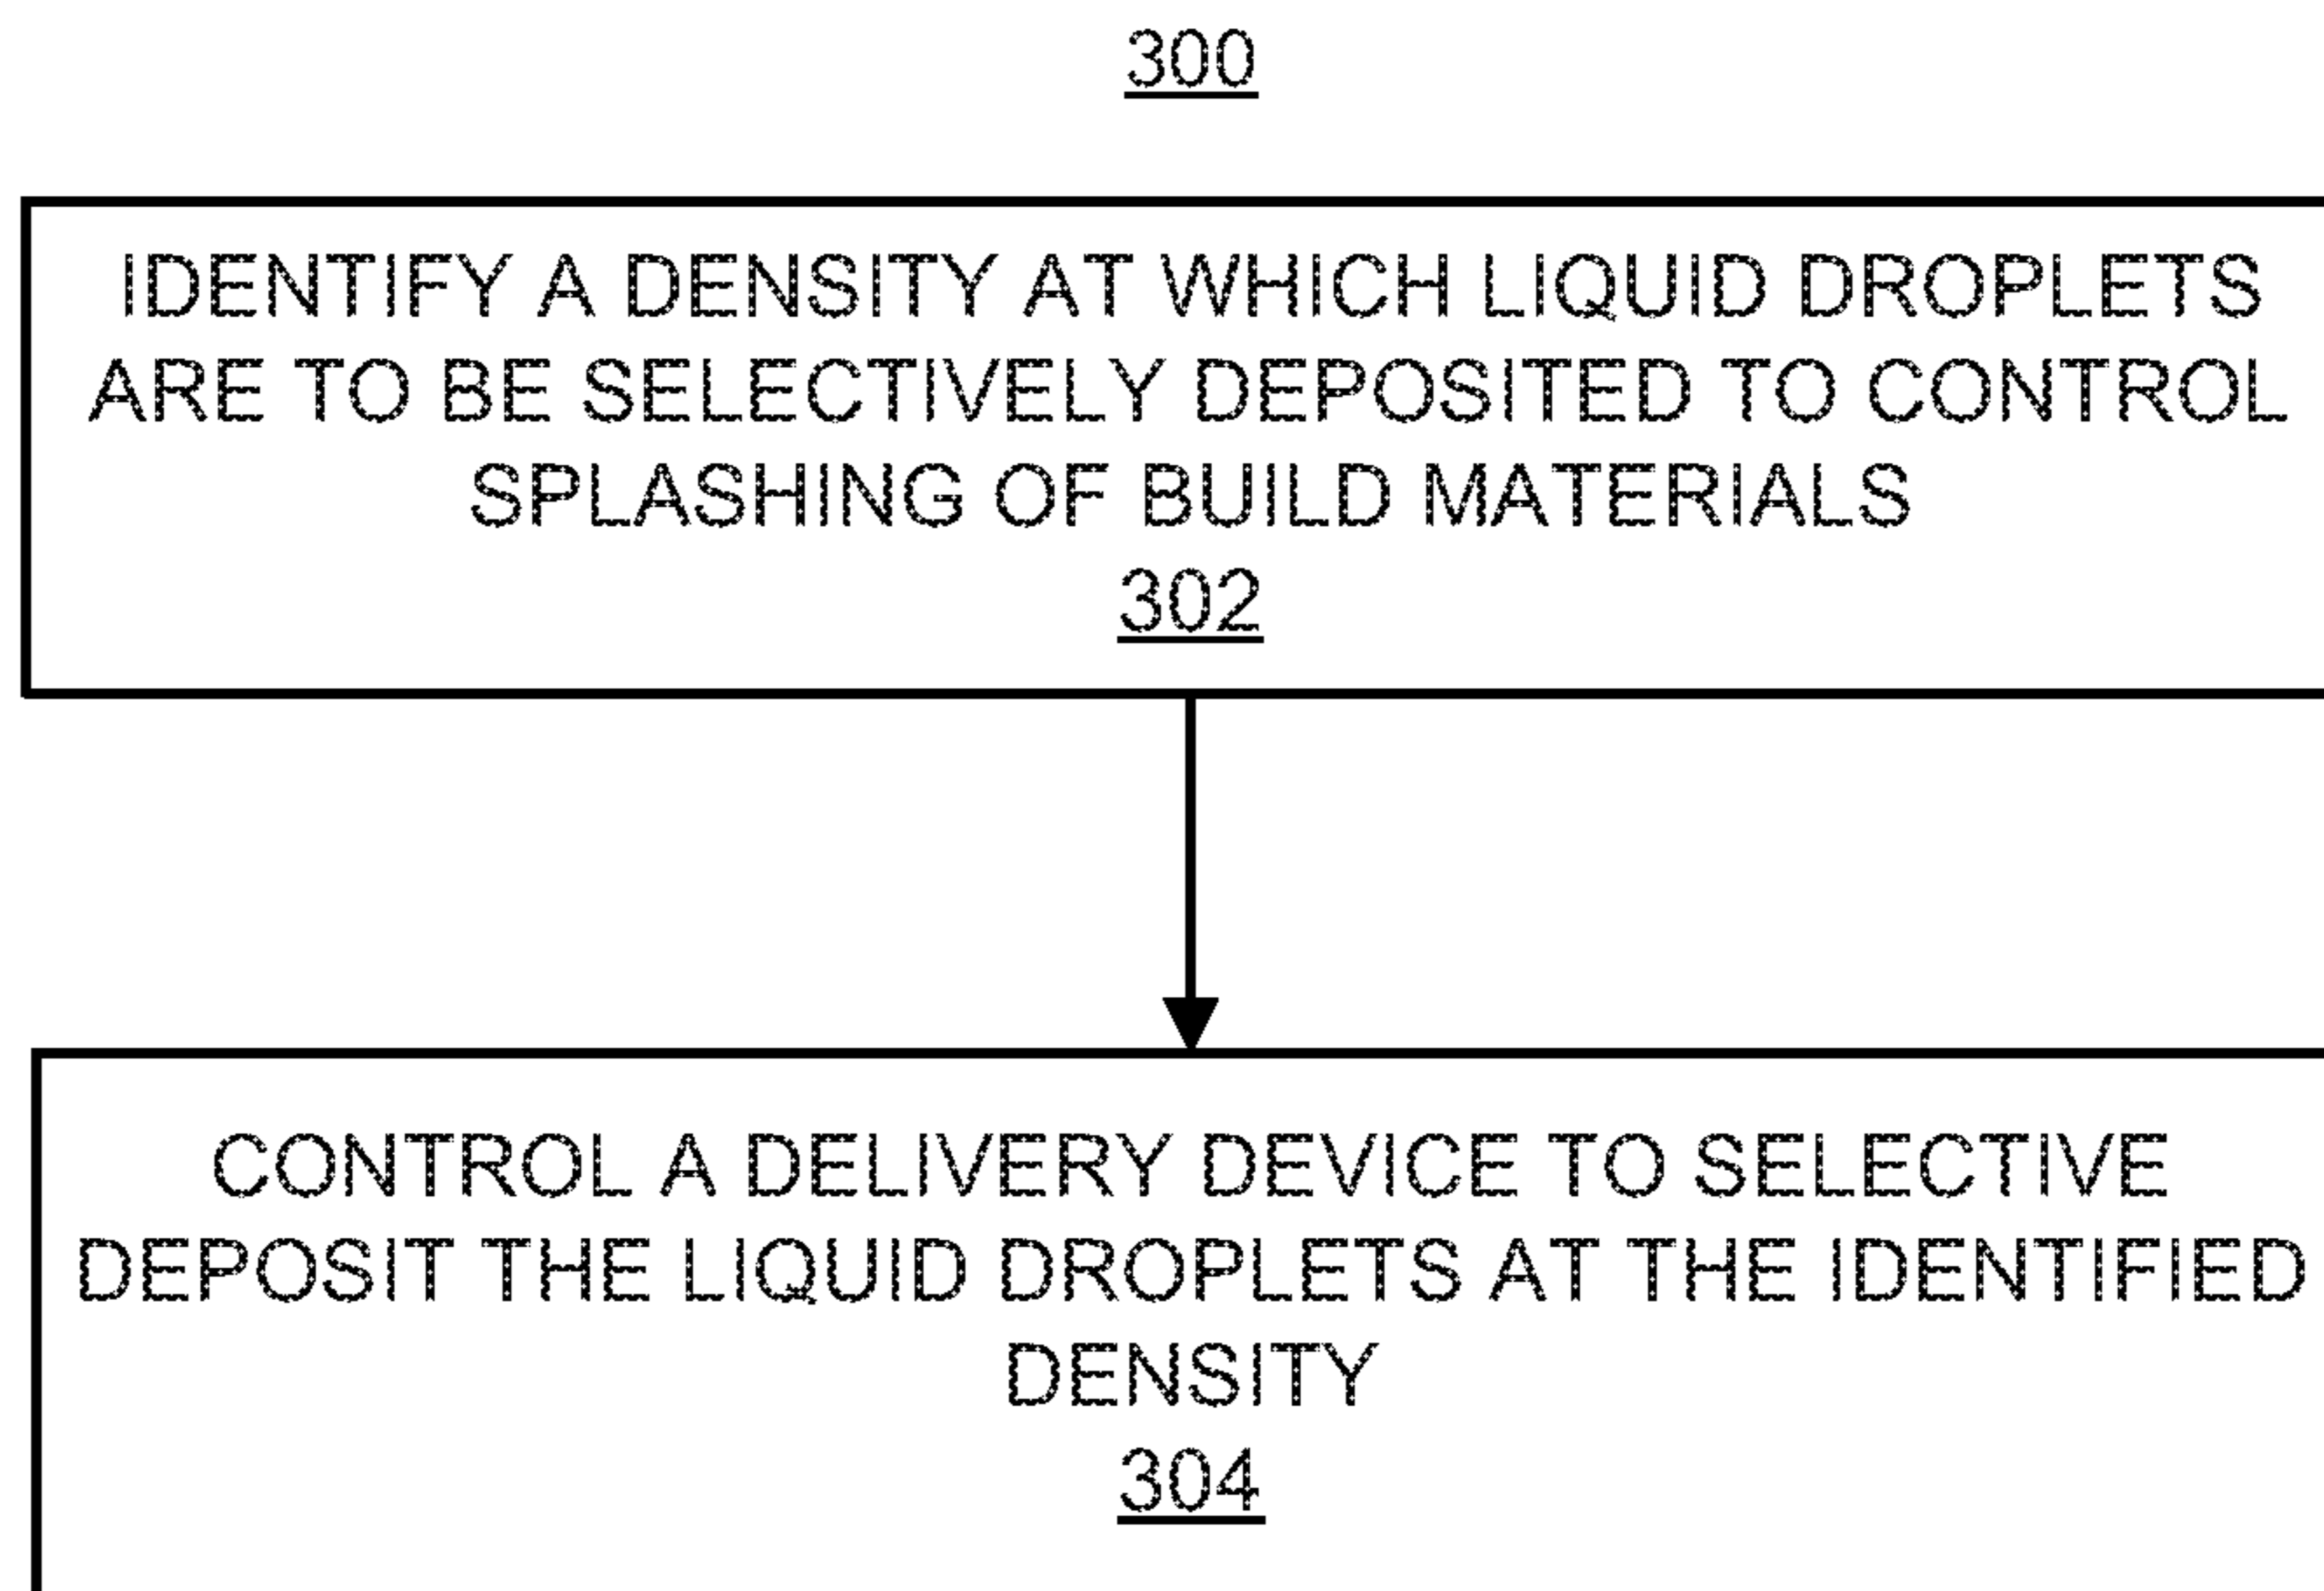 300
IDENTIFY A DENSITY AT WHICH LIQUID DROPLETS
ARE TO BE SELECTIVELY DEPOSITED TO CONTROL
SPLASHING OF BUILD MATERIALS
302
CONTROL A DELIVERY DEVICE TO SELECTIVE
DEPOSIT THE LIQUID DROPLETS AT THE IDENTIFIED
DENSITY
304